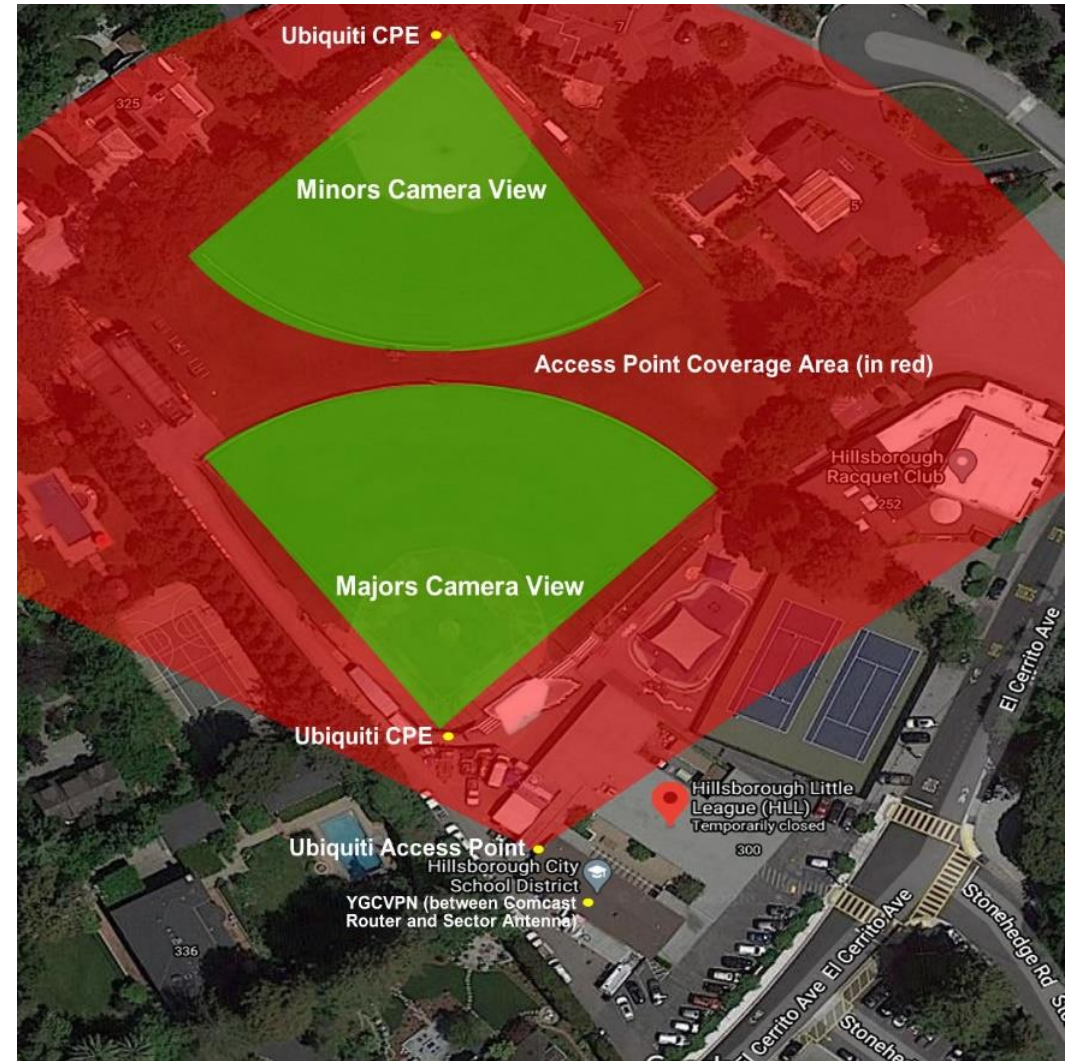 Ubiquiti CPE
7
325
Minors Camera View
5
Access Point Coverage Area (in red)
Hillsborough
Racquet Club
252
Majors Camera View
El Cerrito Ave
Ubiquiti CPE
Hillsborough Little
League (HLL)
Temporarily closed
300
Ubiquiti Access Point
Hillsborough City
School District
YGCVPN (between Comcast
Router and Sector Antenna)
336
El Cerrito Ave
El Cerrito Ave
Stonehedge Rd